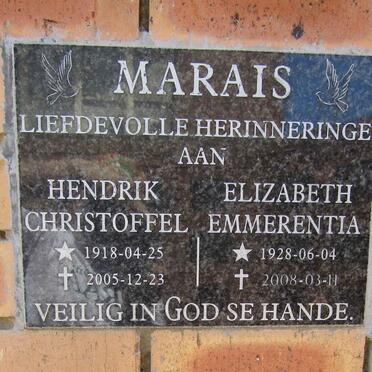 MARAIS
LIEFDEVOLLE HERINNERINGE
AAN
HENDRIK ELIZABETH
CHRISTOFFEL EMMERENTIA
1918-04-25 1928-06-04
2005-12-23 2008-03-11
VEILIG IN GOD SE HANDE.